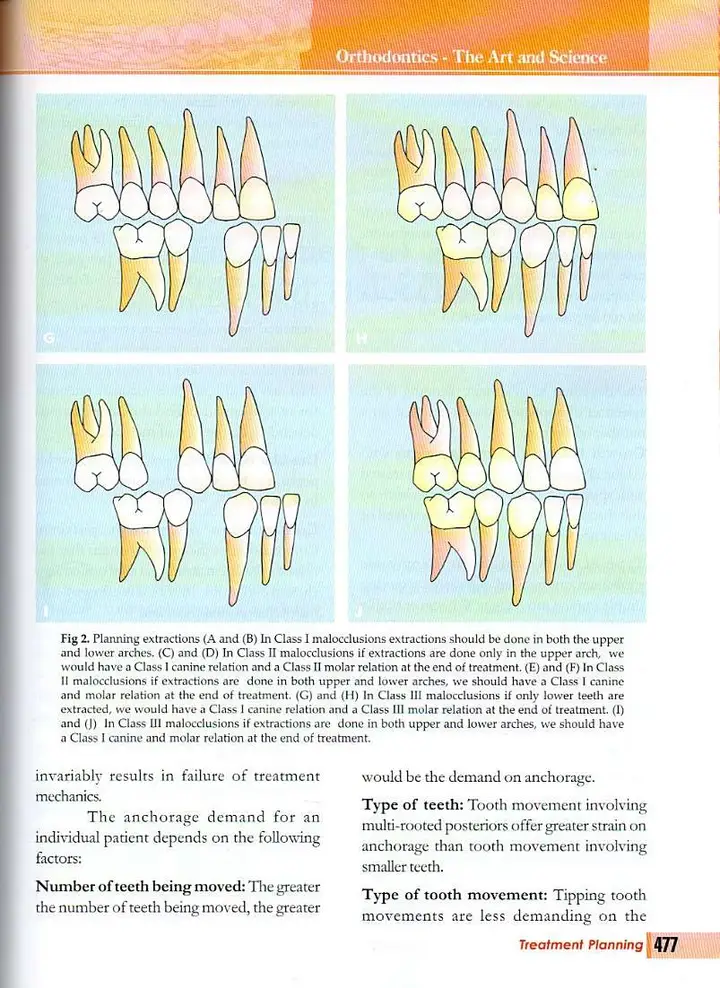 Orthodontics - The Art and Science
G
H
I
J
Fig 2. Planning extractions (A and (B) In Class I malocclusions extractions should be done in both the upper
and lower arches. (C) and (D) In Class II malocclusions if extractions are done only in the upper arch, we
would have a Class I canine relation and a Class II molar relation at the end of treatment. (E) and (F) In Class
II malocclusions if extractions are done in both upper and lower arches, we should have a Class I canine
and molar relation at the end of treatment. (G) and (H) In Class III malocclusions if only lower teeth are
extracted, we would have a Class I canine relation and a Class III molar relation at the end of treatment. (I)
and (J) In Class III malocclusions if extractions are done in both upper and lower arches, we should have
a Class I canine and molar relation at the end of treatment.
invariably results in failure of treatment
mechanics.
The anchorage demand for an
individual patient depends on the following
factors:
Number of teeth being moved: The greater
the number of teeth being moved, the greater
would be the demand on anchorage.
Type of teeth: Tooth movement involving
multi-rooted posteriors offer greater strain on
anchorage than tooth movement involving
smaller teeth.
Type of tooth movement: Tipping tooth
movements are less demanding on the
Treatment Planning 477